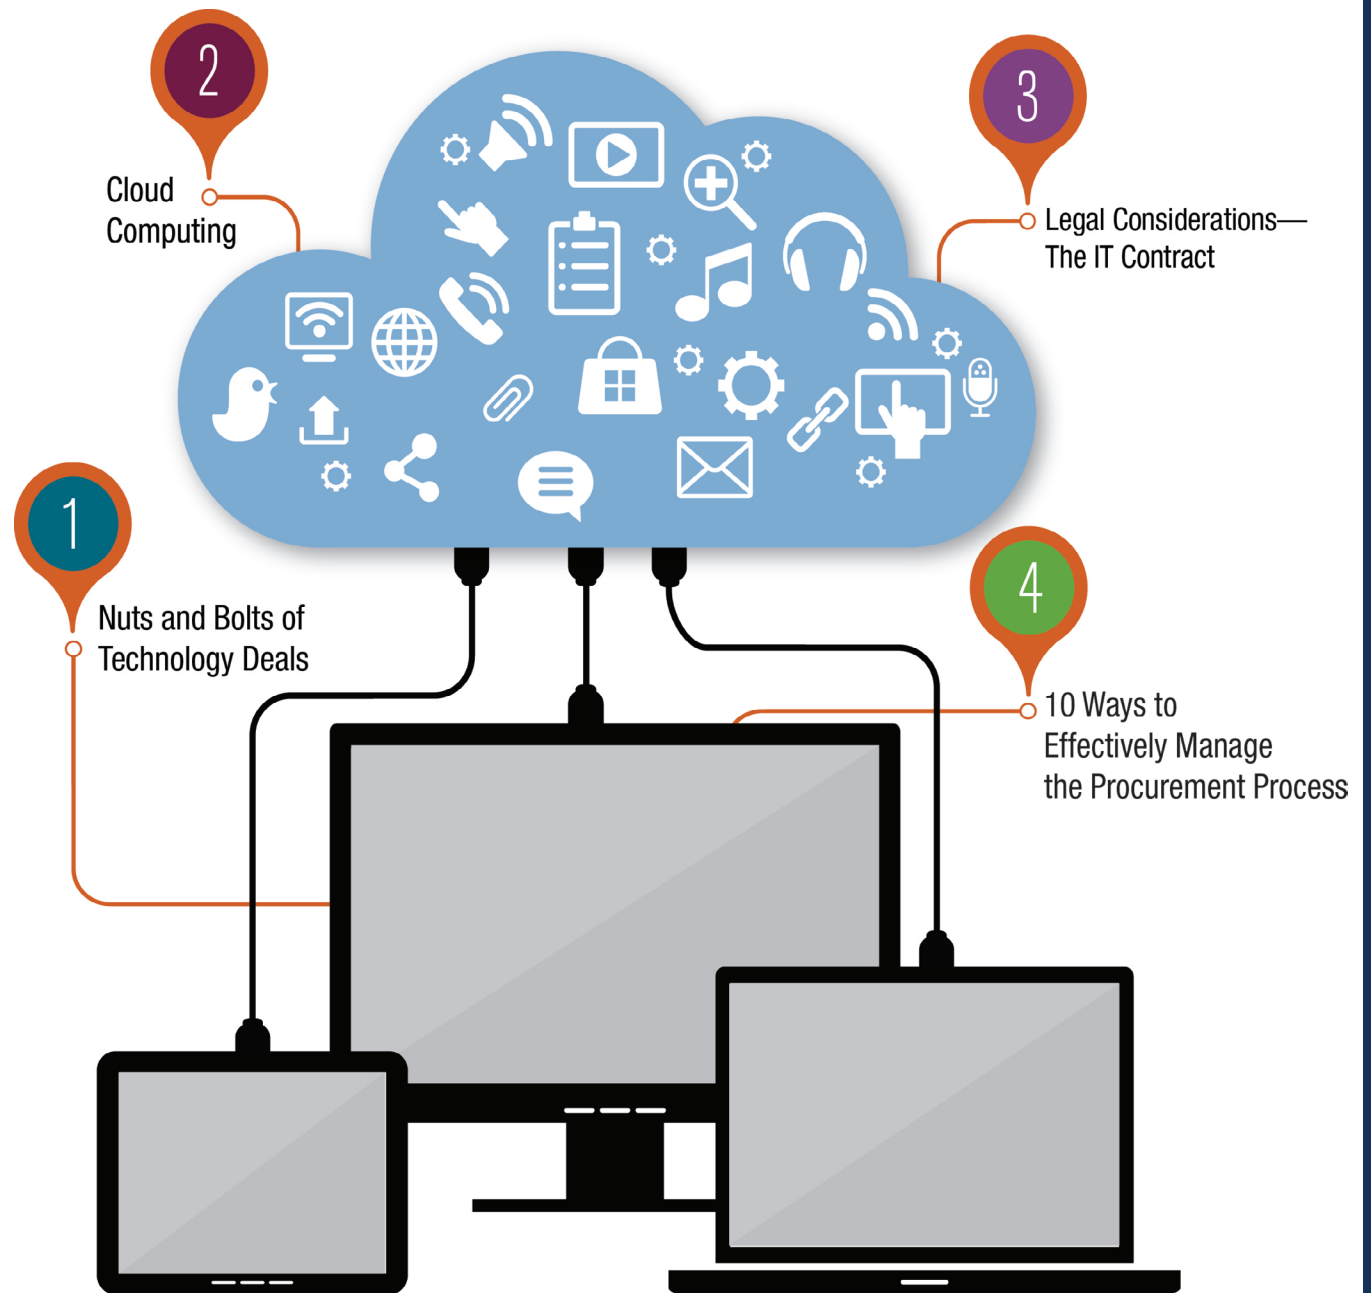 2
Cloud
Computing
3
Legal Considerations—
The IT Contract
1
Nuts and Bolts of
Technology Deals
4
10 Ways to
Effectively Manage
the Procurement Process